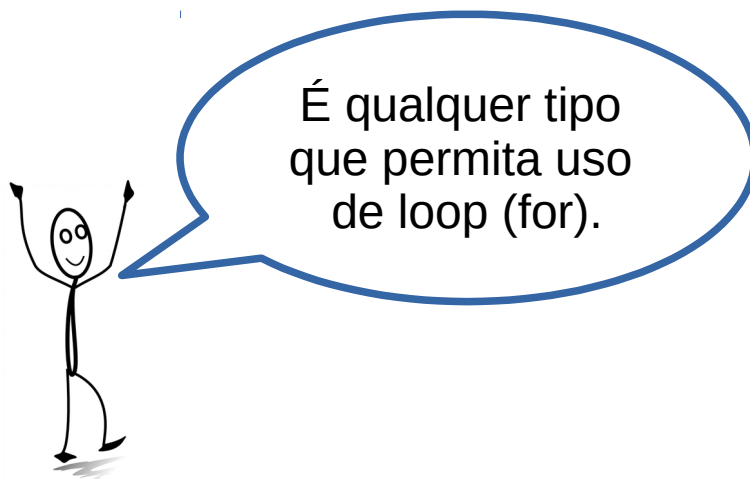 É qualquer tipo
que permita uso
de loop (for).